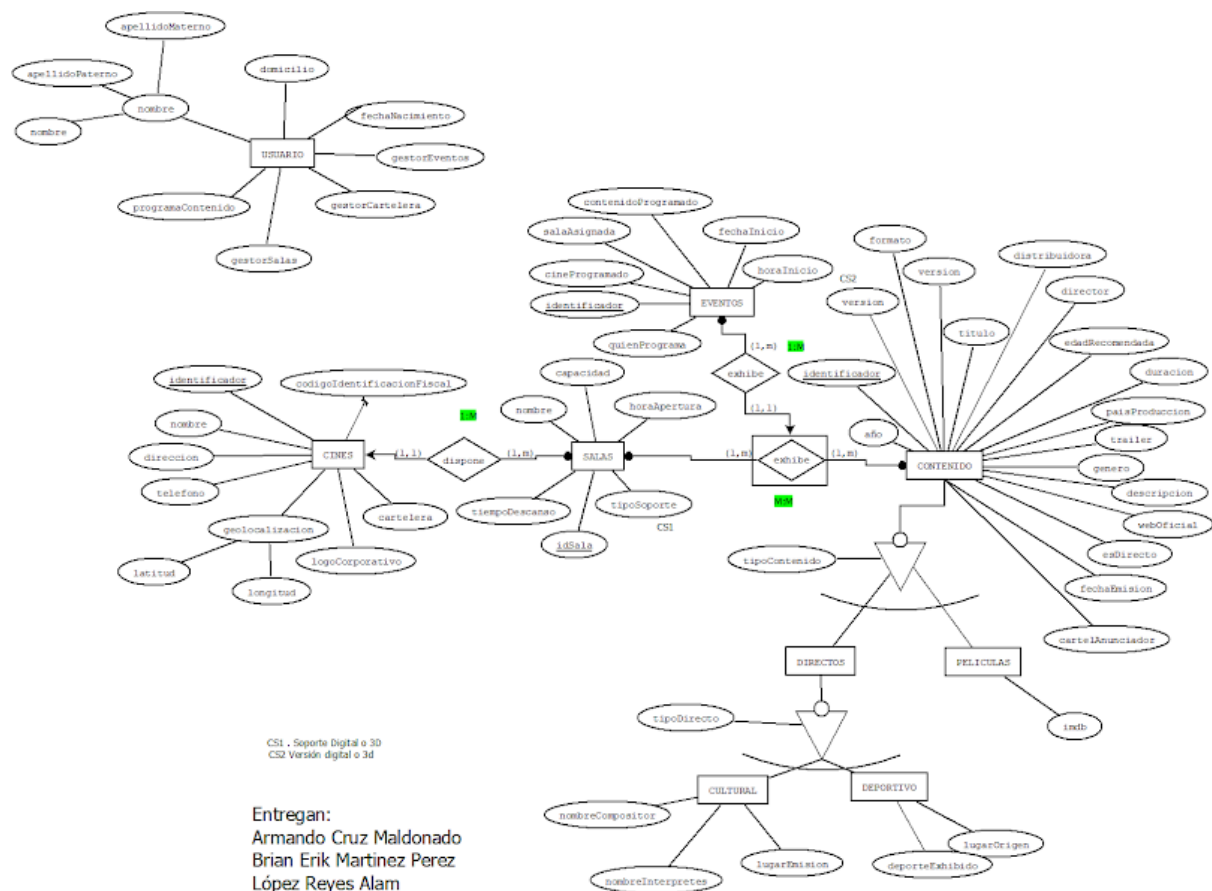 apellidoMaterno
apellidoPaterno
nombre
nombre
domicilio
fechaNacimiento
USUARIO
gestorEventos
programaContenido
gestorCartelera
gestorSalas
contenidoProgramado
salaAsignada
fechaInicio
cineProgramado
horaInicio
identificador
EVENTOS
quienPrograma
(1,m)
1:M
exhibe
(1,1)
formato
distribuidora
version
director
CS2
version
titulo
edadRecomendada
identificador
duracion
paisProduccion
año
trailer
CONTENIDO
genero
descripcion
webOficial
esDirecto
fechaEmision
cartelAnunciador
identificador
codigoIdentificacionFiscal
nombre
direccion
CINES
telefono
cartelera
geolocalizacion
logoCorporativo
latitud
longitud
1:M
(1,1)
dispone
(1,m)
capacidad
nombre
horaApertura
SALAS
tiempoDescanso
tipoSoporte
CS1
idSala
(1,m)
exhibe
(1,m)
M:M
tipoContenido
DIRECTOS
PELICULAS
imdb
tipoDirecto
CULTURAL
DEPORTIVO
nombreCompositor
lugarEmision
nombreInterpretes
lugarOrigen
deporteExhibido
CS1 . Soporte Digital o 3D
CS2 Versión digital o 3d
Entregan:
Armando Cruz Maldonado
Brian Erik Martinez Perez
López Reyes Alam